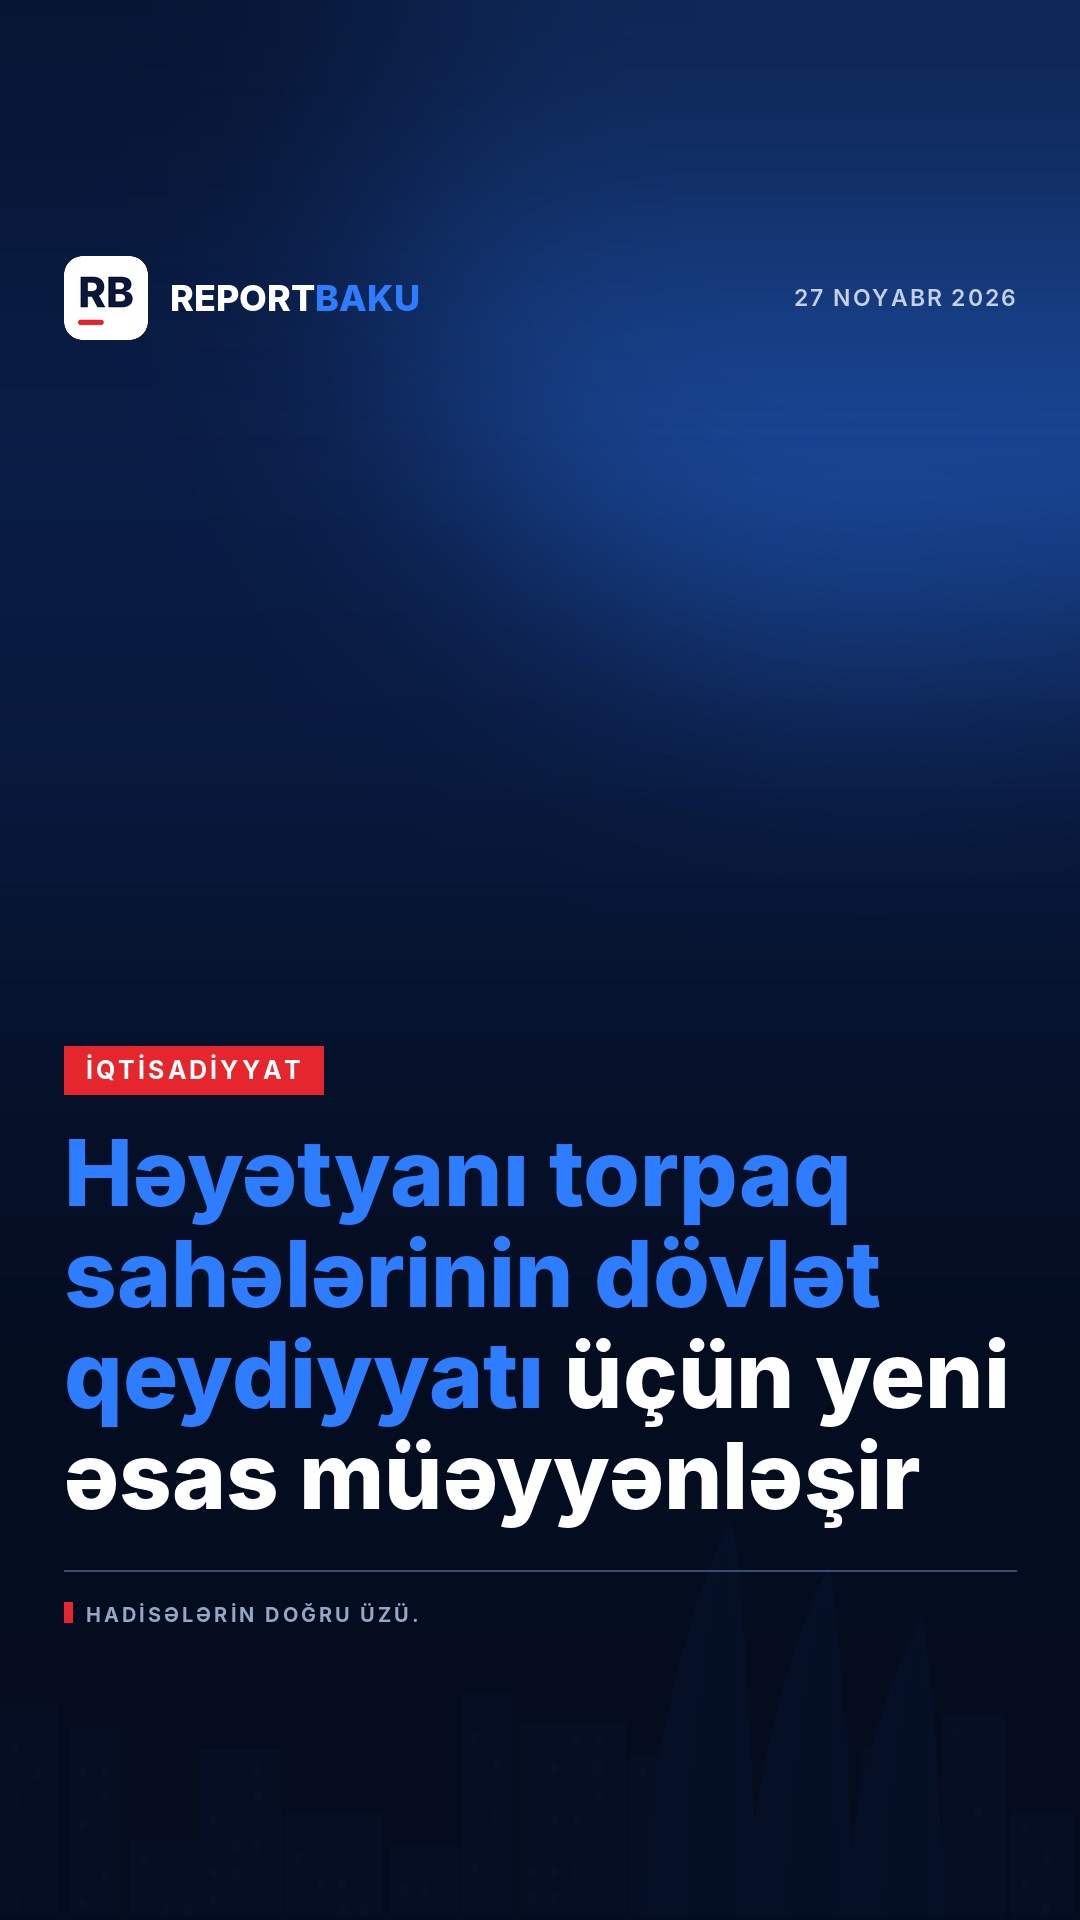 RB
REPORTBAKU
27 NOYABR 2026
İQTİSADİYYAT
Həyətyanı torpaq
sahələrinin dövlət
qeydiyyatı üçün yeni
əsas müəyyənləşir
HADİSƏLƏRİN DOĞRU ÜZÜ.